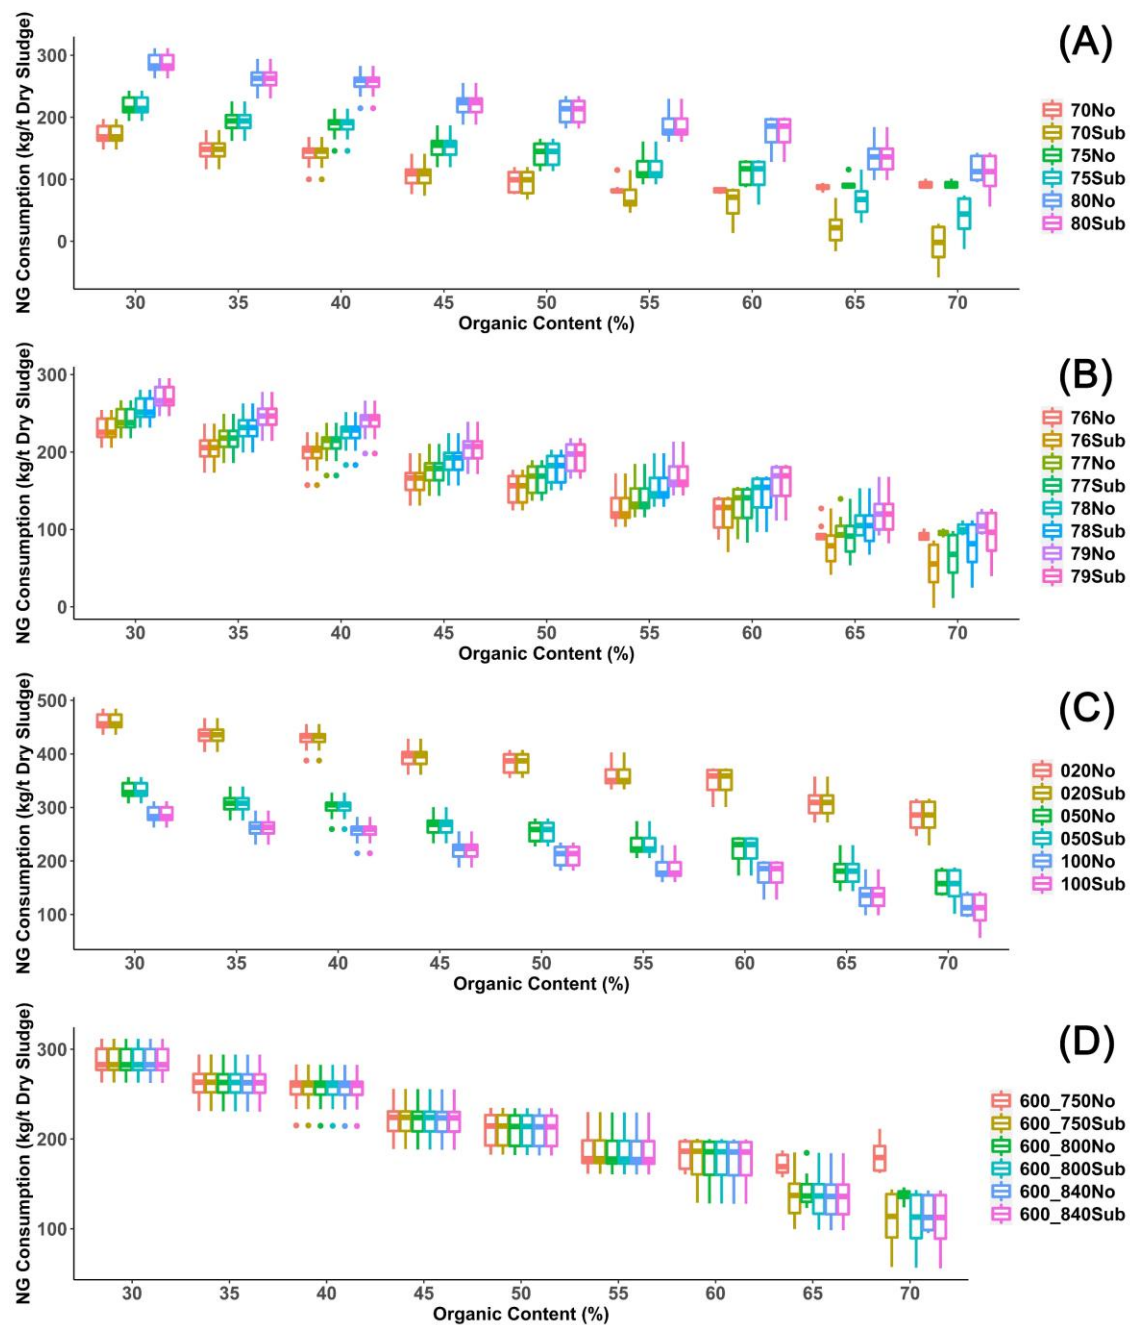 (A)
NG Consumption (kg/t Dry Sludge)
300
200
100
0
30 35 40 45 50 55 60 65 70
Organic Content (%)
70No
70Sub
75No
75Sub
80No
80Sub
(B)
NG Consumption (kg/t Dry Sludge)
300
200
100
0
30 35 40 45 50 55 60 65 70
Organic Content (%)
76No
76Sub
77No
77Sub
78No
78Sub
79No
79Sub
(C)
NG Consumption (kg/t Dry Sludge)
500
400
300
200
100
30 35 40 45 50 55 60 65 70
Organic Content (%)
020No
020Sub
050No
050Sub
100No
100Sub
(D)
NG Consumption (kg/t Dry Sludge)
300
200
100
30 35 40 45 50 55 60 65 70
Organic Content (%)
600_750No
600_750Sub
600_800No
600_800Sub
600_840No
600_840Sub